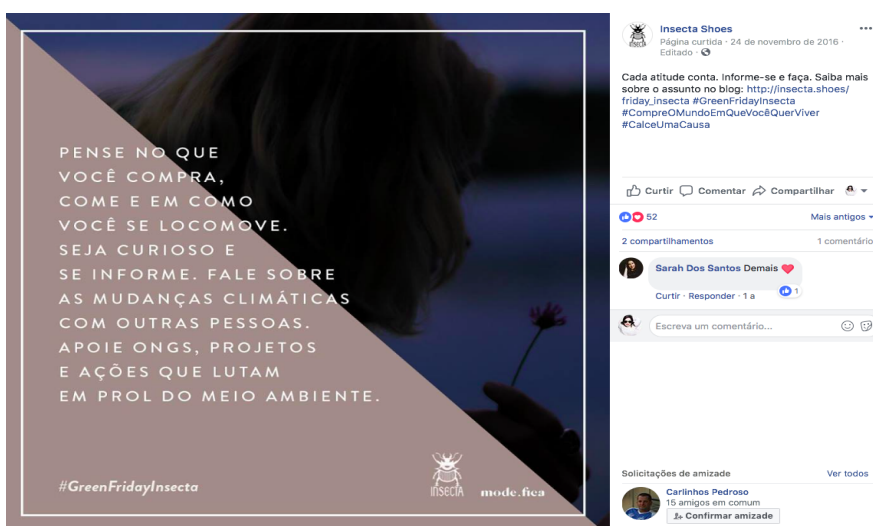 PENSE NO QUE
VOCÊ COMPRA,
COME E EM COMO
VOCÊ SE LOCOMOVE.
SEJA CURIOSO E
SE INFORME. FALE SOBRE
AS MUDANÇAS CLIMÁTICAS
COM OUTRAS PESSOAS.
APOIE ONGS, PROJETOS
E AÇÕES QUE LUTAM
EM PROL DO MEIO AMBIENTE.
#GreenFridayInsecta
INSECTA
mode.fica
INSECTA
Insecta Shoes
Página curtida · 24 de novembro de 2016 ·
Editado ·
Cada atitude conta. Informe-se e faça. Saiba mais
sobre o assunto no blog: http://insecta.shoes/
friday_insecta #GreenFridayInsecta
#CompreOMundoEmQueVocêQuerViver
#CalceUmaCausa
Curtir Comentar Compartilhar
52 Mais antigos
2 compartilhamentos 1 comentário
Sarah Dos Santos Demais ❤
Curtir · Responder · 1 a 1
Escreva um comentário...
Solicitações de amizade Ver todos
Carlinhos Pedroso
15 amigos em comum
Confirmar amizade